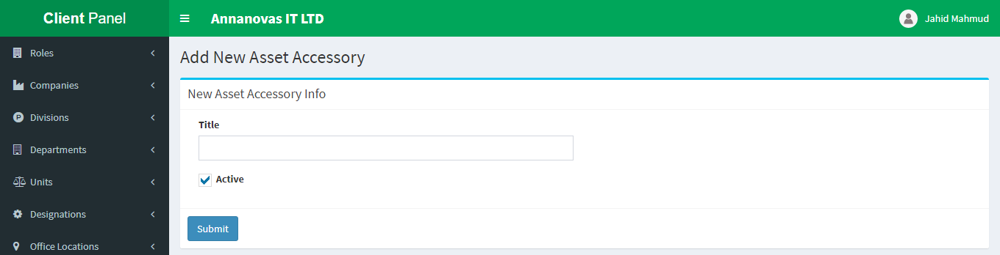 Client Panel
Annanovas IT LTD
Jahid Mahmud
Roles
Companies
Divisions
Departments
Units
Designations
Office Locations
Add New Asset Accessory
New Asset Accessory Info
Title
Active
Submit